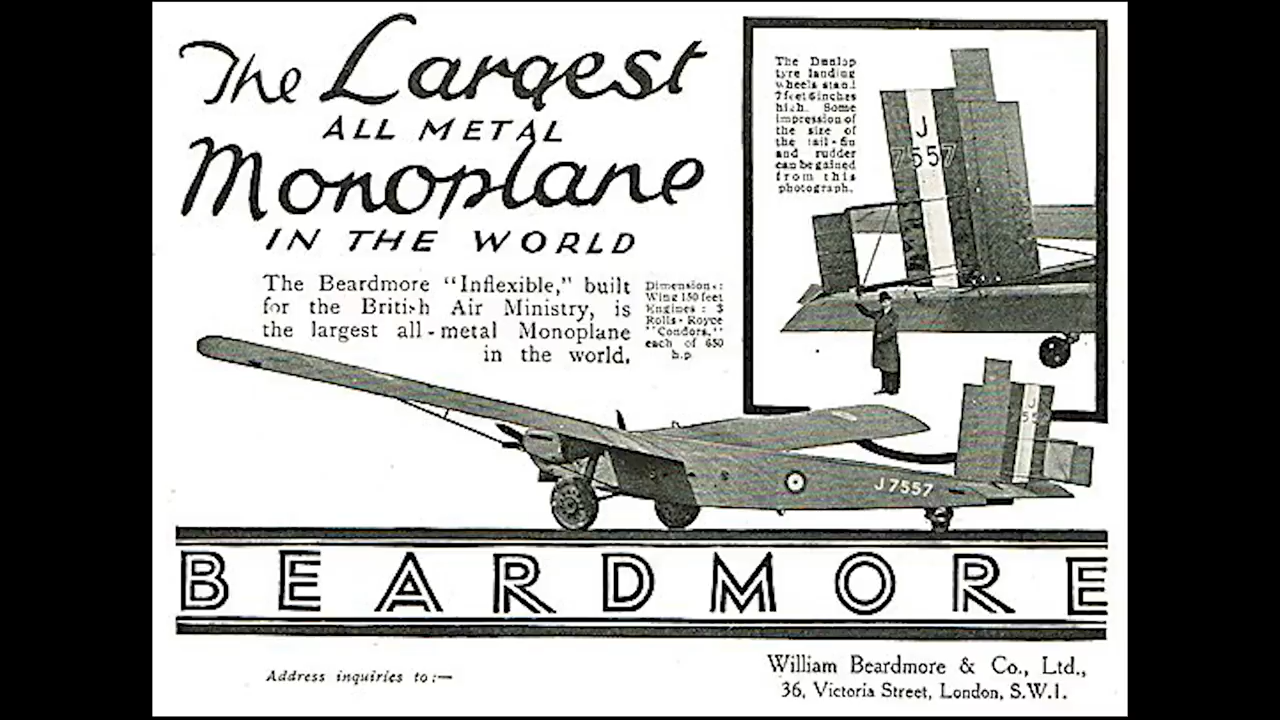 The Largest
ALL METAL
Monoplane
IN THE WORLD
The Beardmore "Inflexible," built
for the British Air Ministry, is
the largest all-metal Monoplane
in the world.
Dimensions:
Wing 150 feet
Engines: 3
Rolls-Royce
"Condors,"
each of 650
h.p.
The Dunlop
tyre landing
wheels stand
7 feet 6 inches
high. Some
impression of
the size of
the tail-fin
and rudder
can be gained
from this
photograph.
J
7557
J
55
J 7557
BEARDMORE
Address inquiries to:—
William Beardmore & Co., Ltd.,
36, Victoria Street, London, S.W.1.